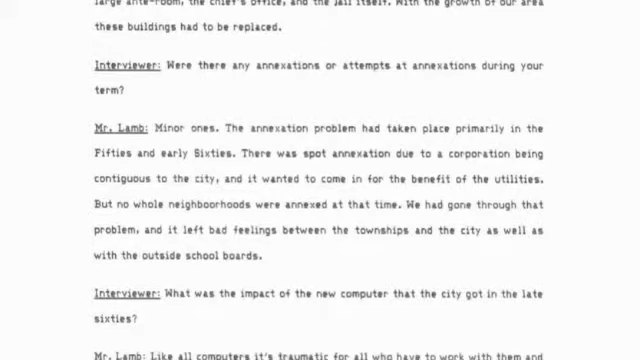 large ante-room, the chief's office, and the jail itself. With the growth of our area
these buildings had to be replaced.
Interviewer: Were there any annexations or attempts at annexations during your
term?
Mr. Lamb: Minor ones. The annexation problem had taken place primarily in the
Fifties and early Sixties. There was spot annexation due to a corporation being
contiguous to the city, and it wanted to come in for the benefit of the utilities.
But no whole neighboorhoods were annexed at that time. We had gone through that
problem, and it left bad feelings between the townships and the city as well as
with the outside school boards.
Interviewer: What was the impact of the new computer that the city got in the late
sixties?
Mr. Lamb: Like all computers it's traumatic for all who have to work with them and